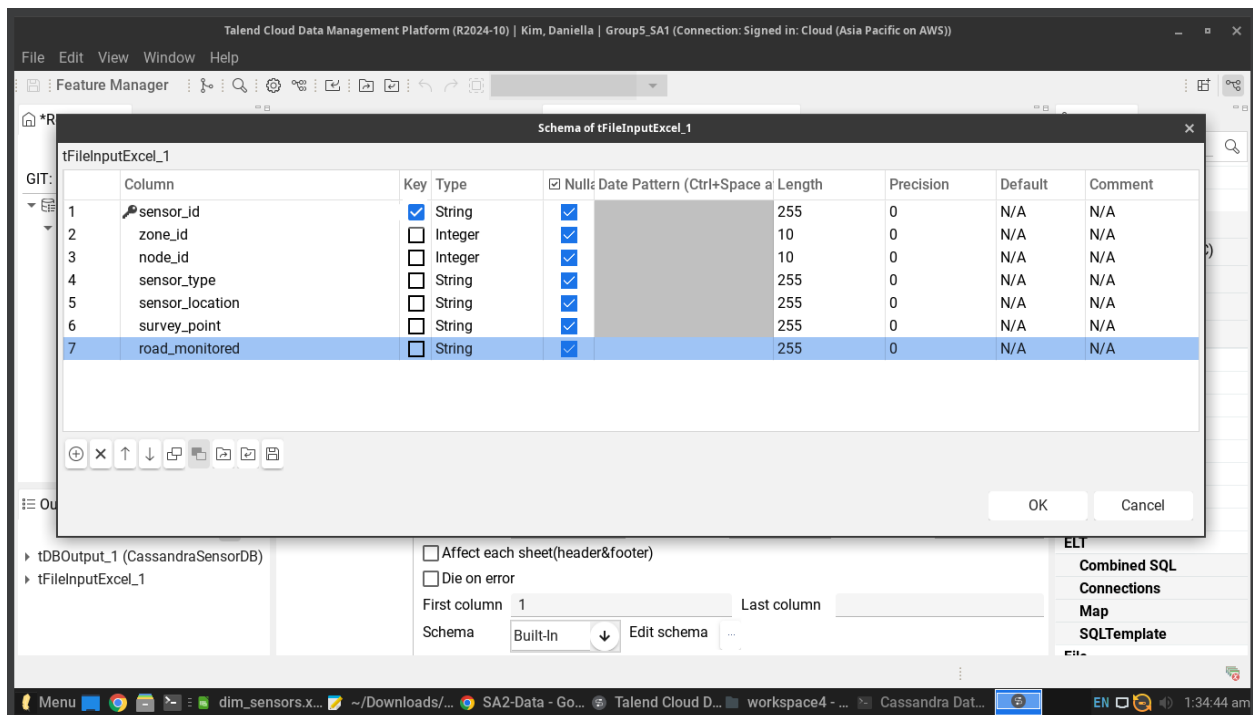 Talend Cloud Data Management Platform (R2024-10) | Kim, Daniella | Group5_SA1 (Connection: Signed in: Cloud (Asia Pacific on AWS))
File Edit View Window Help
Feature Manager
*R
Schema of tFileInputExcel_1
tFileInputExcel_1
GIT:
Column Key Type Nulla Date Pattern (Ctrl+Space a Length Precision Default Comment
1 sensor_id String 255 0 N/A N/A
2 zone_id Integer 10 0 N/A N/A
3 node_id Integer 10 0 N/A N/A
4 sensor_type String 255 0 N/A N/A
5 sensor_location String 255 0 N/A N/A
6 survey_point String 255 0 N/A N/A
7 road_monitored String 255 0 N/A N/A
OK Cancel
Ou
ELT
tDBOutput_1 (CassandraSensorDB)
Affect each sheet(header&footer)
Combined SQL
tFileInputExcel_1
Die on error
Connections
First column 1 Last column
Map
Schema Built-In Edit schema ...
SQLTemplate
Menu dim_sensors.x... ~/Downloads/... SA2-Data - Go... Talend Cloud D... workspace4 - ... Cassandra Dat... EN 1:34:44 am